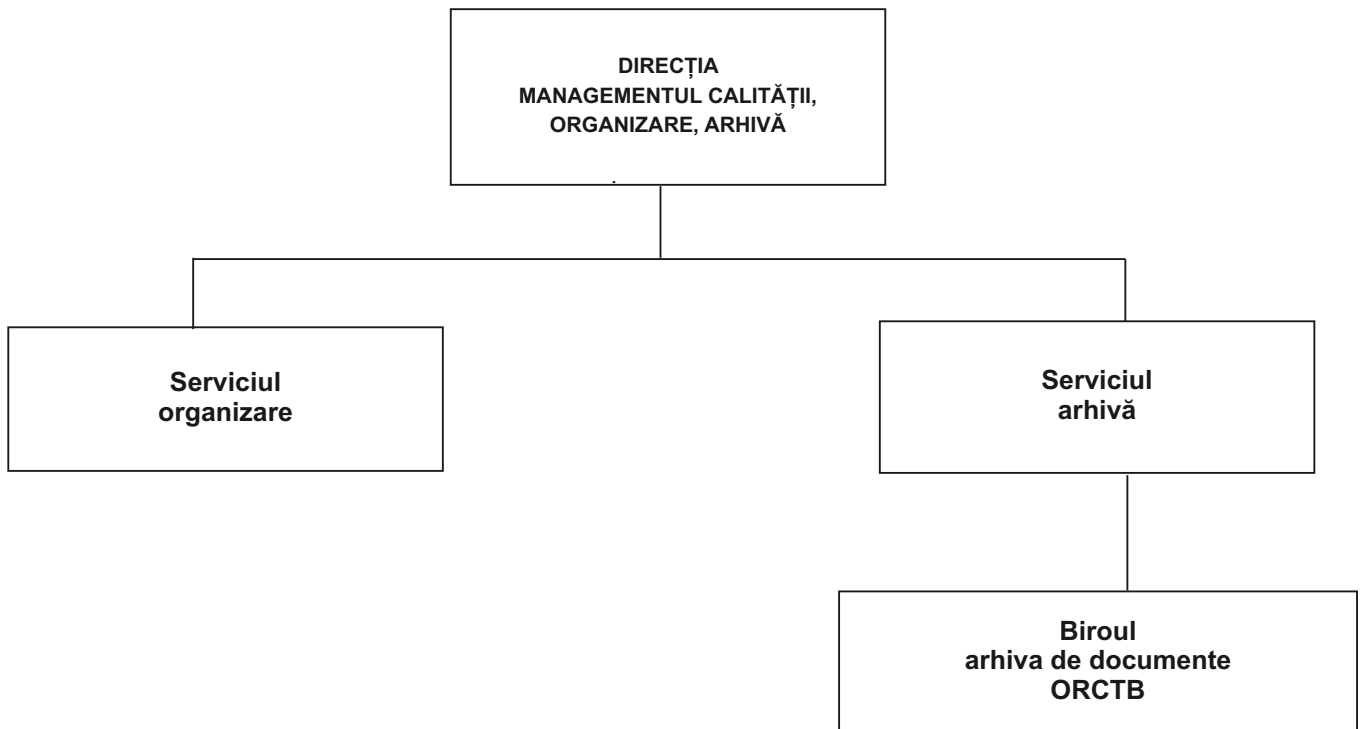 DIRECȚIA
MANAGEMENTUL CALITĂȚII,
ORGANIZARE, ARHIVĂ
.
Serviciul
organizare
Serviciul
arhivă
Biroul
arhiva de documente
ORCTB